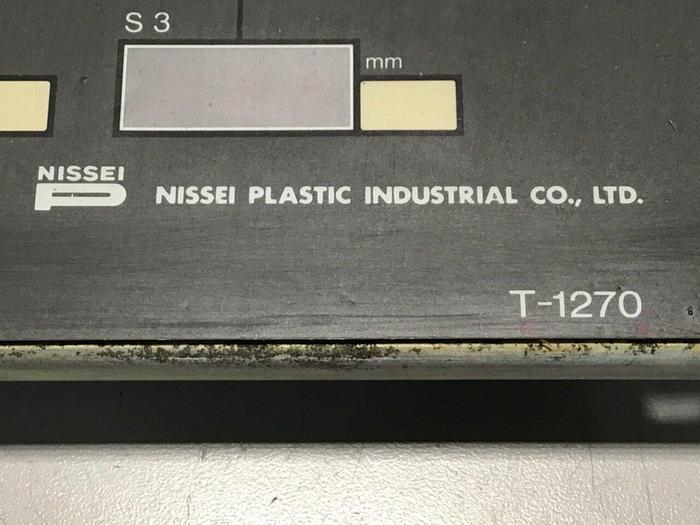 S 3
mm
NISSEI
P NISSEI PLASTIC INDUSTRIAL CO., LTD.
T-1270